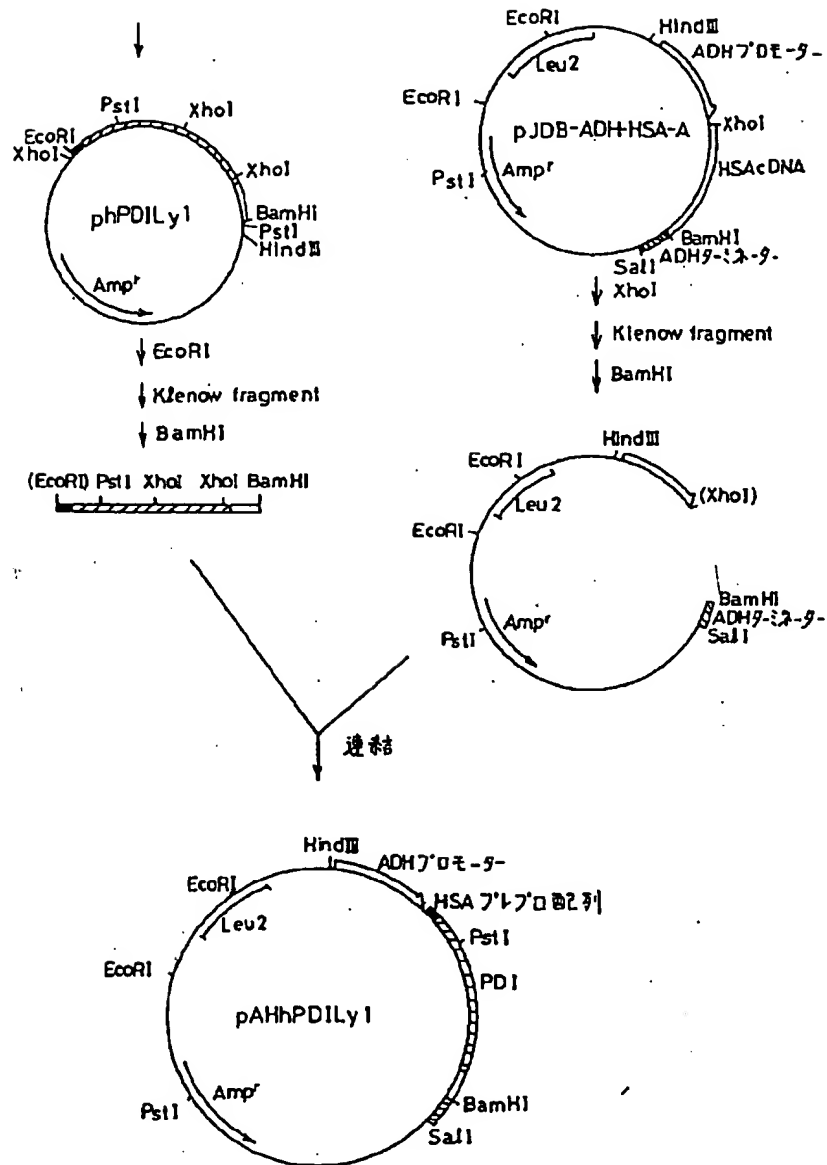 PstI
XhoI
EcoRI
XhoI
XhoI
BamHI
PstI
HindIII
phPDILy1
Ampʳ
EcoRI
Klenow fragment
BamHI
(EcoRI) PstI XhoI XhoI BamHI
EcoRI
HindIII
ADHプロモーター
Leu2
EcoRI
XhoI
pJDB-ADH-HSA-A
HSAcDNA
PstI
Ampʳ
BamHI
ADHターミネーター
SalI
XhoI
Klenow fragment
BamHI
HindIII
EcoRI
(XhoI)
Leu2
EcoRI
BamHI
ADHターミネーター
SalI
Ampʳ
PstI
連結
HindIII
ADHプロモーター
EcoRI
HSAプレプロ配列
Leu2
PstI
EcoRI
PDI
pAHhPDILy1
Ampʳ
PstI
BamHI
SalI